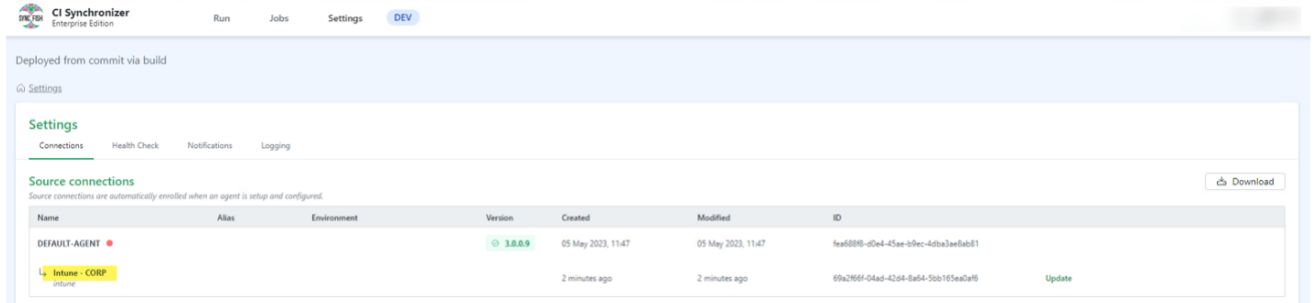 SYNC FISH
CI Synchronizer
Enterprise Edition
Run Jobs Settings DEV
Deployed from commit via build
Settings
Settings
Connections Health Check Notifications Logging
Source connections
Download
Source connections are automatically enrolled when an agent is setup and configured.
Name Alias Environment Version Created Modified ID
DEFAULT-AGENT 3.0.0.9 05 May 2023, 11:47 05 May 2023, 11:47 fea688f8-d0e4-45ae-b9ec-4dba3ae8ab81
Intune - CORP 2 minutes ago 2 minutes ago 69a2f66f-04ad-42d4-8a64-5bb165ea0af6 Update
intune